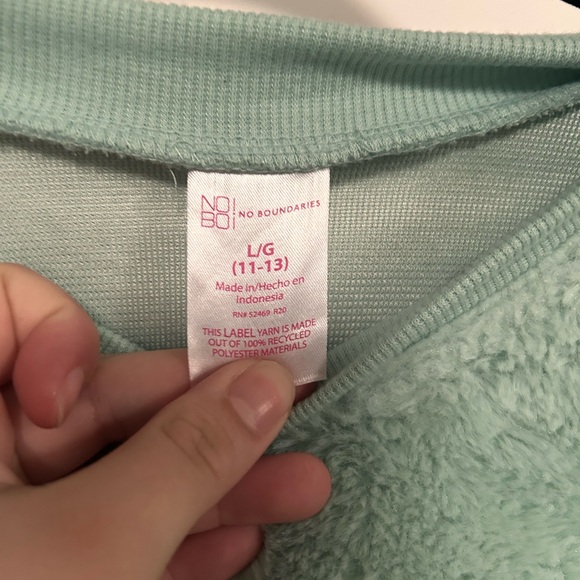 NO
BO
NO BOUNDARIES
L/G
(11-13)
Made in/Hecho en
Indonesia
RN# 52469 R20
THIS LABEL YARN IS MADE
OUT OF 100% RECYCLED
POLYESTER MATERIALS